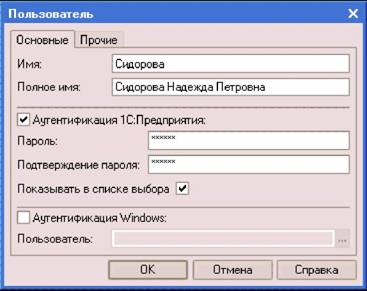 Пользователь
Основные Прочие
Имя: Сидорова
Полное имя: Сидорова Надежда Петровна
Аутентификация 1С:Предприятия:
Пароль: ******
Подтверждение пароля: ******
Показывать в списке выбора
Аутентификация Windows:
Пользователь: ...
OK Отмена Справка